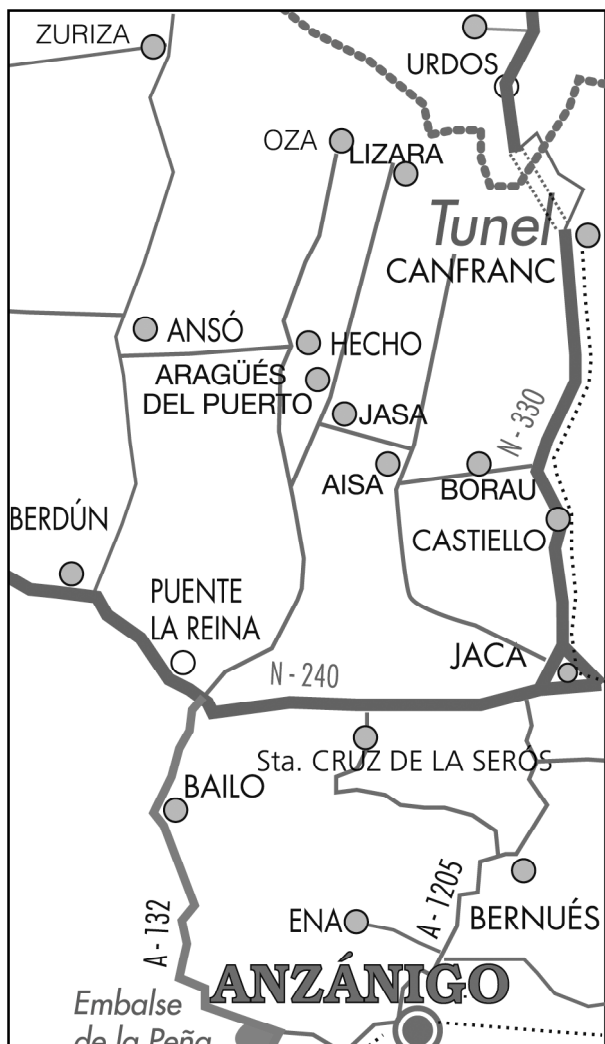 ZURIZA
URDOS
OZA
LIZARA
Tunel
CANFRANC
ANSÓ
HECHO
ARAGÜÉS
DEL PUERTO
JASA
N - 330
AISA
BORAU
BERDÚN
CASTIELLO
PUENTE
LA REINA
JACA
N - 240
Sta. CRUZ DE LA SERÓS
BAILO
A - 1205
A - 132
ENA
BERNUÉS
ANZÁNIGO
Embalse
de la Peña